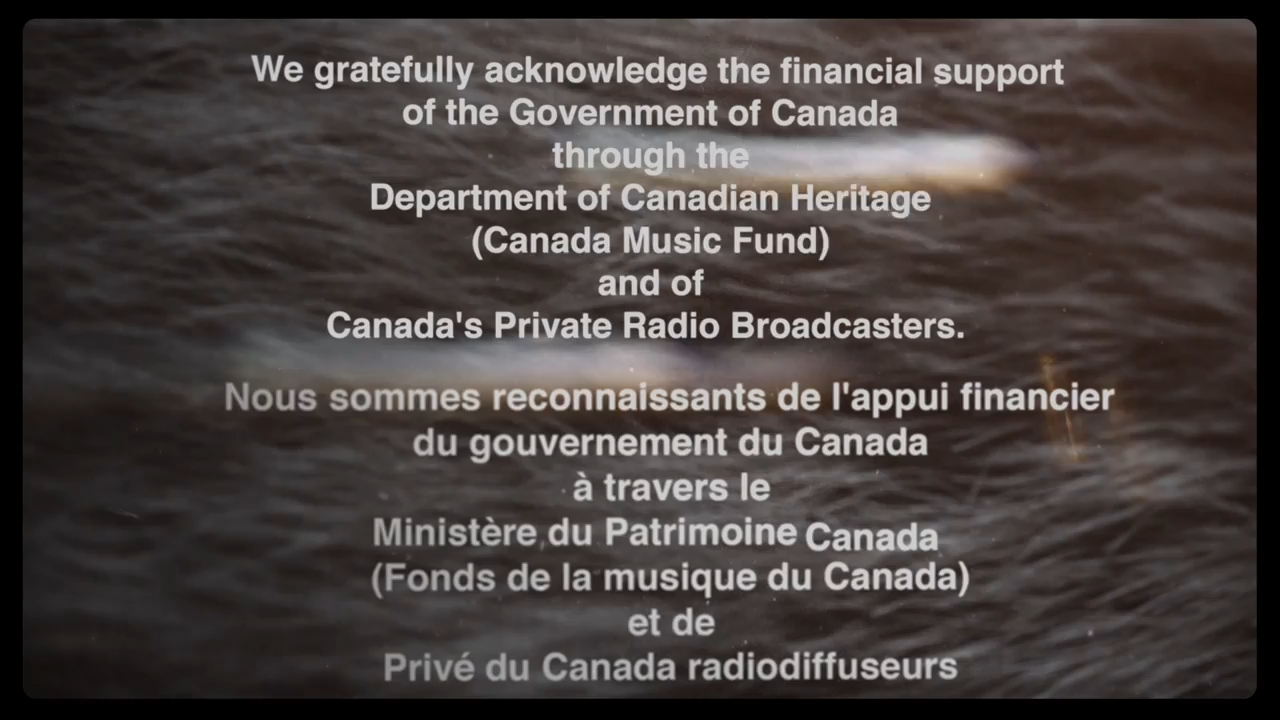 We gratefully acknowledge the financial support
of the Government of Canada
through the
Department of Canadian Heritage
(Canada Music Fund)
and of
Canada's Private Radio Broadcasters.
Nous sommes reconnaissants de l'appui financier
du gouvernement du Canada
à travers le
Ministère du Patrimoine Canada
(Fonds de la musique du Canada)
et de
Privé du Canada radiodiffuseurs